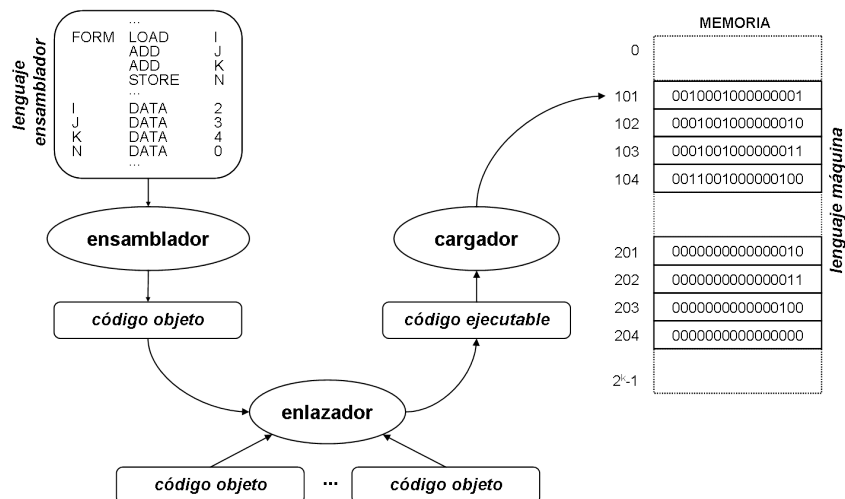 lenguaje
ensamblador
...
FORM LOAD I
ADD J
ADD K
STORE N
...
I DATA 2
J DATA 3
K DATA 4
N DATA 0
...
ensamblador
código objeto
enlazador
código objeto ... código objeto
código ejecutable
cargador
MEMORIA
0
101 0010001000000001
102 0001001000000010
103 0001001000000011
104 0011001000000100
201 0000000000000010
202 0000000000000011
203 0000000000000100
204 0000000000000000
2ᵏ-1
lenguaje máquina